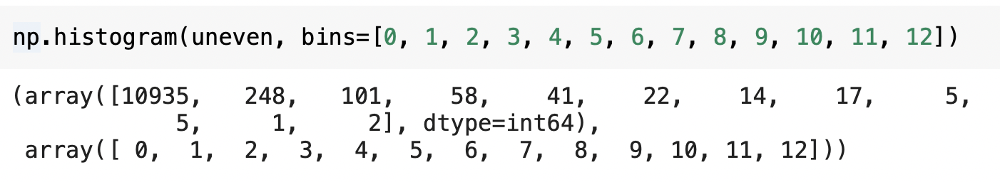 np.histogram(uneven, bins=[0, 1, 2, 3, 4, 5, 6, 7, 8, 9, 10, 11, 12])
(array([10935,   248,   101,    58,    41,    22,    14,    17,     5,
            5,     1,     2], dtype=int64),
 array([ 0,  1,  2,  3,  4,  5,  6,  7,  8,  9, 10, 11, 12]))